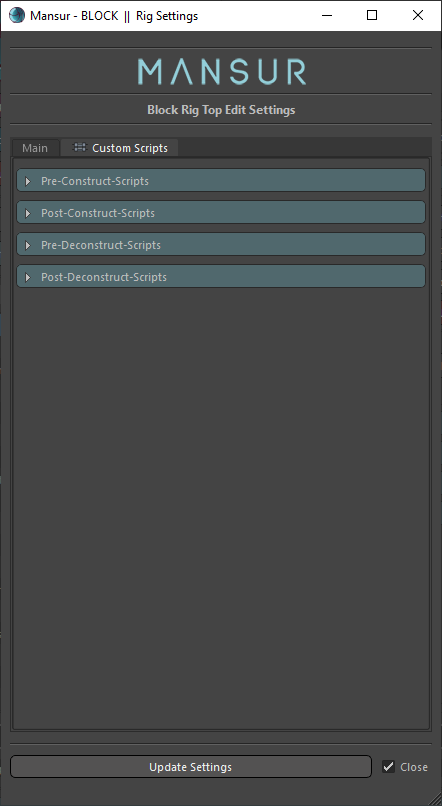 Mansur - BLOCK || Rig Settings
MANSUR
Block Rig Top Edit Settings
Main Custom Scripts
Pre-Construct-Scripts
Post-Construct-Scripts
Pre-Deconstruct-Scripts
Post-Deconstruct-Scripts
Update Settings Close